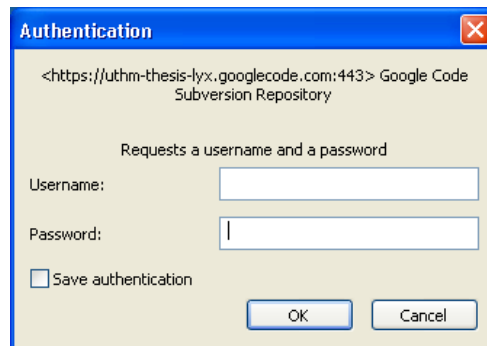 Authentication
<https://uthm-thesis-lyx.googlecode.com:443> Google Code
Subversion Repository
Requests a username and a password
Username:
Password:
Save authentication
OK
Cancel